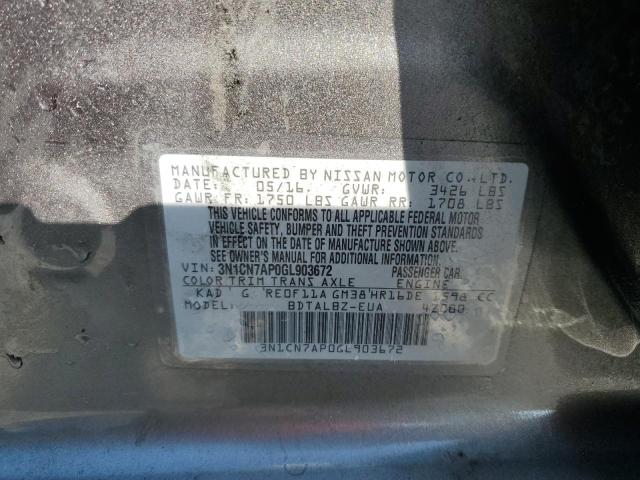 MANUFACTURED BY NISSAN MOTOR CO., LTD.
DATE: 05/16. GVWR: 3426 LBS
GAWR FR: 1750 LBS GAWR RR: 1708 LBS
THIS VEHICLE CONFORMS TO ALL APPLICABLE FEDERAL MOTOR
VEHICLE SAFETY, BUMPER AND THEFT PREVENTION STANDARDS
IN EFFECT ON THE DATE OF MANUFACTURE SHOWN ABOVE.
SEE OWNER'S MANUAL FOR ADDITIONAL INFORMATION.
VIN: 3N1CN7AP0GL903672 PASSENGER CAR.
COLOR TRIM TRANS AXLE ENGINE
KAD G RE0F11A GM38 HR16DE 1598 CC
MODEL: BDTALBZ-EUA
3N1CN7AP0GL903672